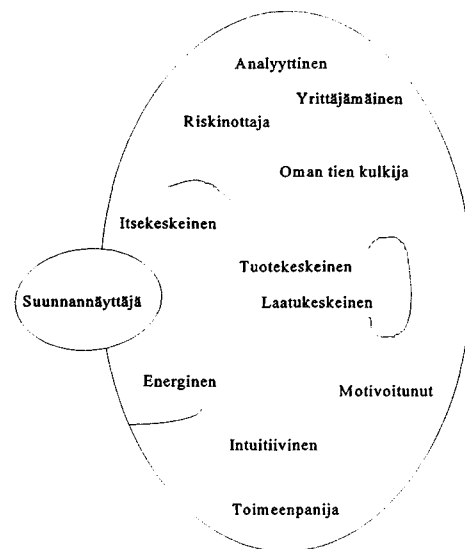 Analyyttinen
Yrittäjämäinen
Riskinottaja
Oman tien kulkija
Itsekeskeinen
Tuotekeskeinen
Suunnannäyttäjä
Laatukeskeinen
Energinen
Motivoitunut
Intuitiivinen
Toimeenpanija